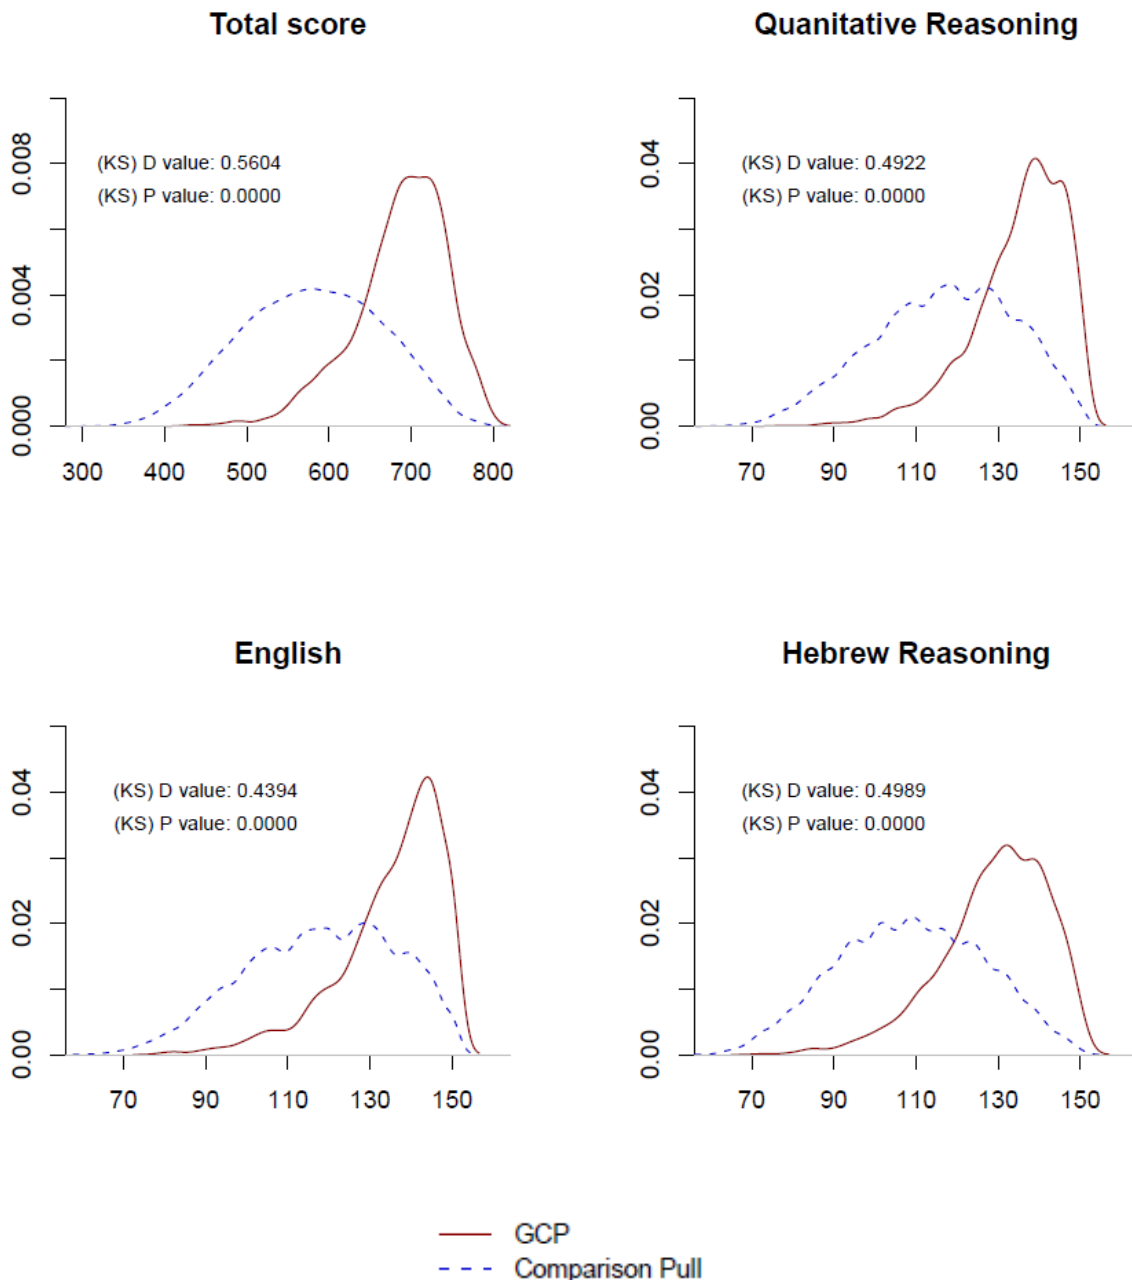 Total score
(KS) D value: 0.5604
(KS) P value: 0.0000
0.008
0.004
0.000
300 400 500 600 700 800
Quanitative Reasoning
(KS) D value: 0.4922
(KS) P value: 0.0000
0.04
0.02
0.00
70 90 110 130 150
English
(KS) D value: 0.4394
(KS) P value: 0.0000
0.04
0.02
0.00
70 90 110 130 150
Hebrew Reasoning
(KS) D value: 0.4989
(KS) P value: 0.0000
0.04
0.02
0.00
70 90 110 130 150
GCP
Comparison Pull